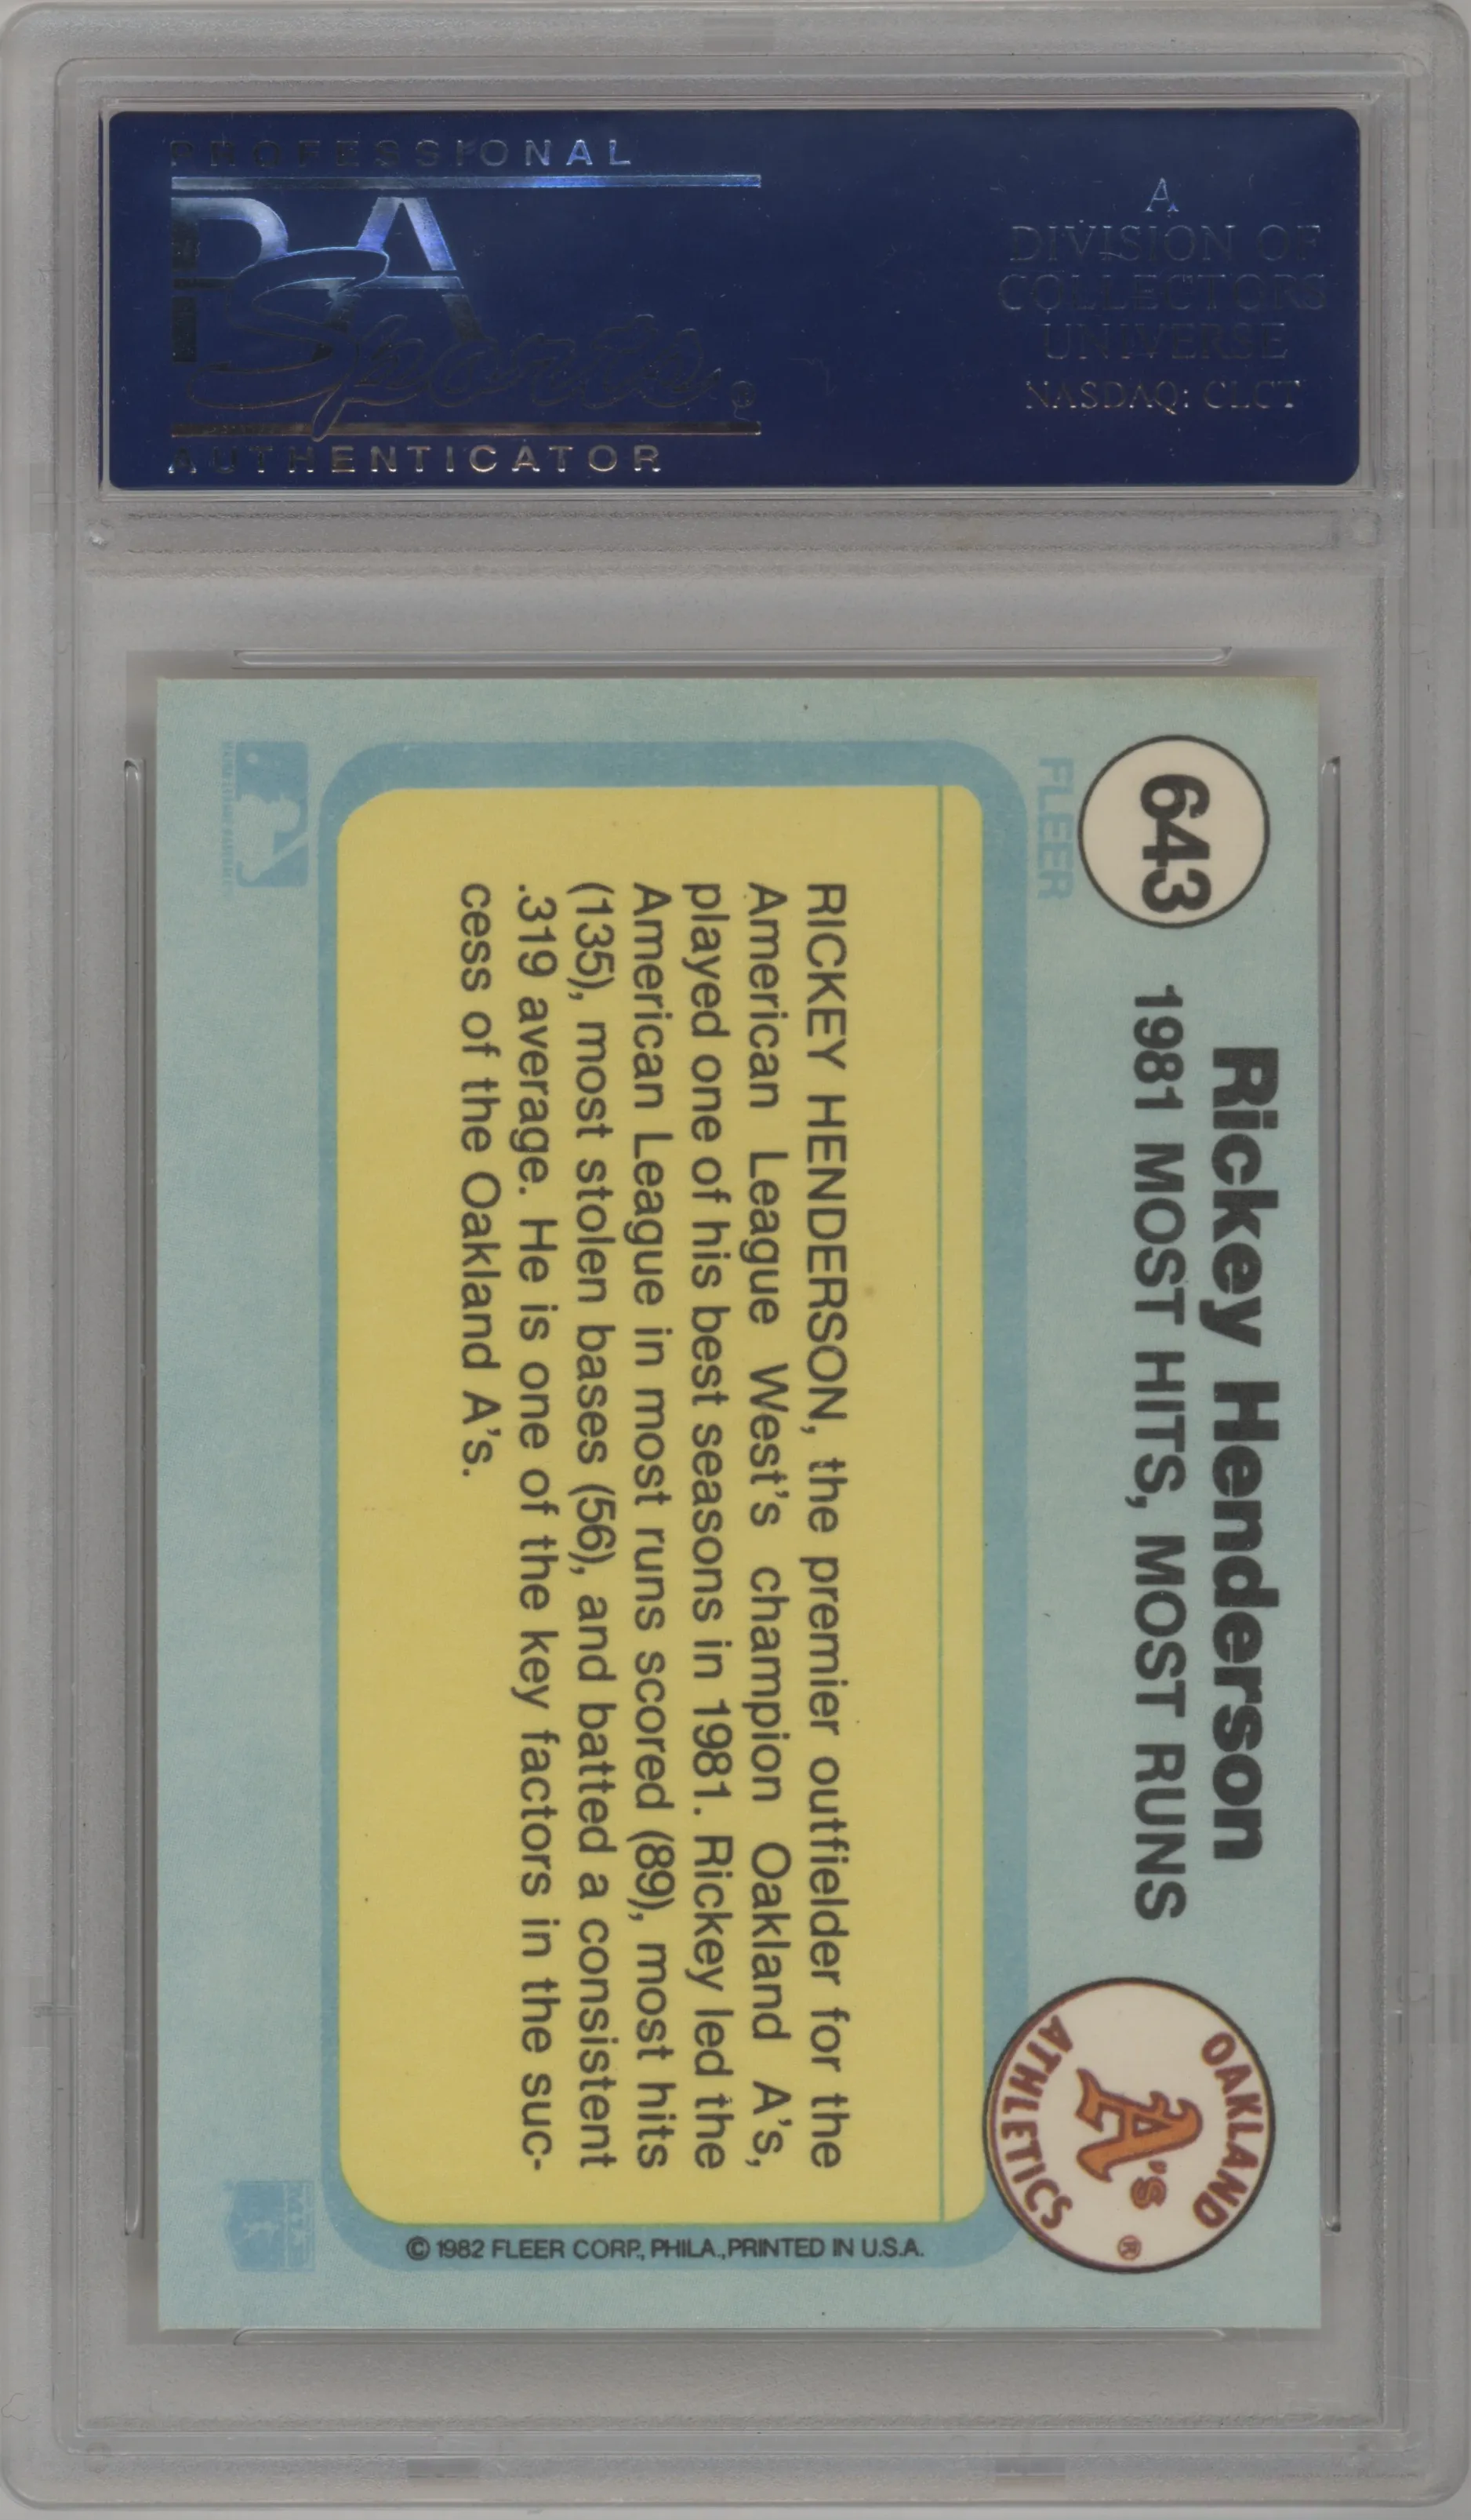 PROFESSIONAL
PSA
Sports ®
AUTHENTICATOR
A
DIVISION OF
COLLECTORS
UNIVERSE
NASDAQ: CLCT
643
Rickey Henderson
1981 MOST HITS, MOST RUNS
OAKLAND
A's
ATHLETICS
®
FLEER
RICKEY HENDERSON, the premier outfielder for the
American League West's champion Oakland A's,
played one of his best seasons in 1981. Rickey led the
American League in most runs scored (89), most hits
(135), most stolen bases (56), and batted a consistent
.319 average. He is one of the key factors in the suc-
cess of the Oakland A's.
© 1982 FLEER CORP., PHILA., PRINTED IN U.S.A.